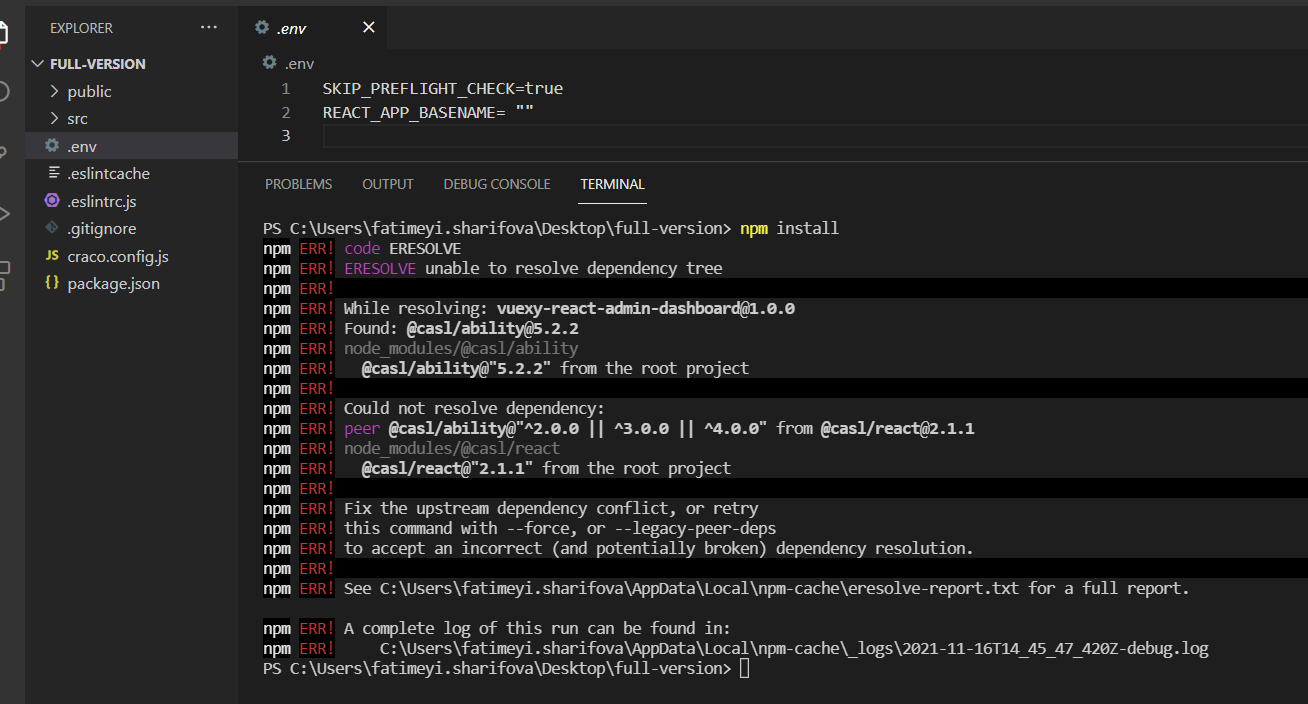 EXPLORER ···
FULL-VERSION
public
src
.env
.eslintcache
.eslintrc.js
.gitignore
JS craco.config.js
{} package.json
.env
.env
1 SKIP_PREFLIGHT_CHECK=true
2 REACT_APP_BASENAME= ""
3
PROBLEMS OUTPUT DEBUG CONSOLE TERMINAL
PS C:\Users\fatimeyi.sharifova\Desktop\full-version> npm install
npm ERR! code ERESOLVE
npm ERR! ERESOLVE unable to resolve dependency tree
npm ERR!
npm ERR! While resolving: vuexy-react-admin-dashboard@1.0.0
npm ERR! Found: @casl/ability@5.2.2
npm ERR! node_modules/@casl/ability
npm ERR!   @casl/ability@"5.2.2" from the root project
npm ERR!
npm ERR! Could not resolve dependency:
npm ERR! peer @casl/ability@"^2.0.0 || ^3.0.0 || ^4.0.0" from @casl/react@2.1.1
npm ERR! node_modules/@casl/react
npm ERR!   @casl/react@"2.1.1" from the root project
npm ERR!
npm ERR! Fix the upstream dependency conflict, or retry
npm ERR! this command with --force, or --legacy-peer-deps
npm ERR! to accept an incorrect (and potentially broken) dependency resolution.
npm ERR!
npm ERR! See C:\Users\fatimeyi.sharifova\AppData\Local\npm-cache\eresolve-report.txt for a full report.
npm ERR! A complete log of this run can be found in:
npm ERR!     C:\Users\fatimeyi.sharifova\AppData\Local\npm-cache\_logs\2021-11-16T14_45_47_420Z-debug.log
PS C:\Users\fatimeyi.sharifova\Desktop\full-version>